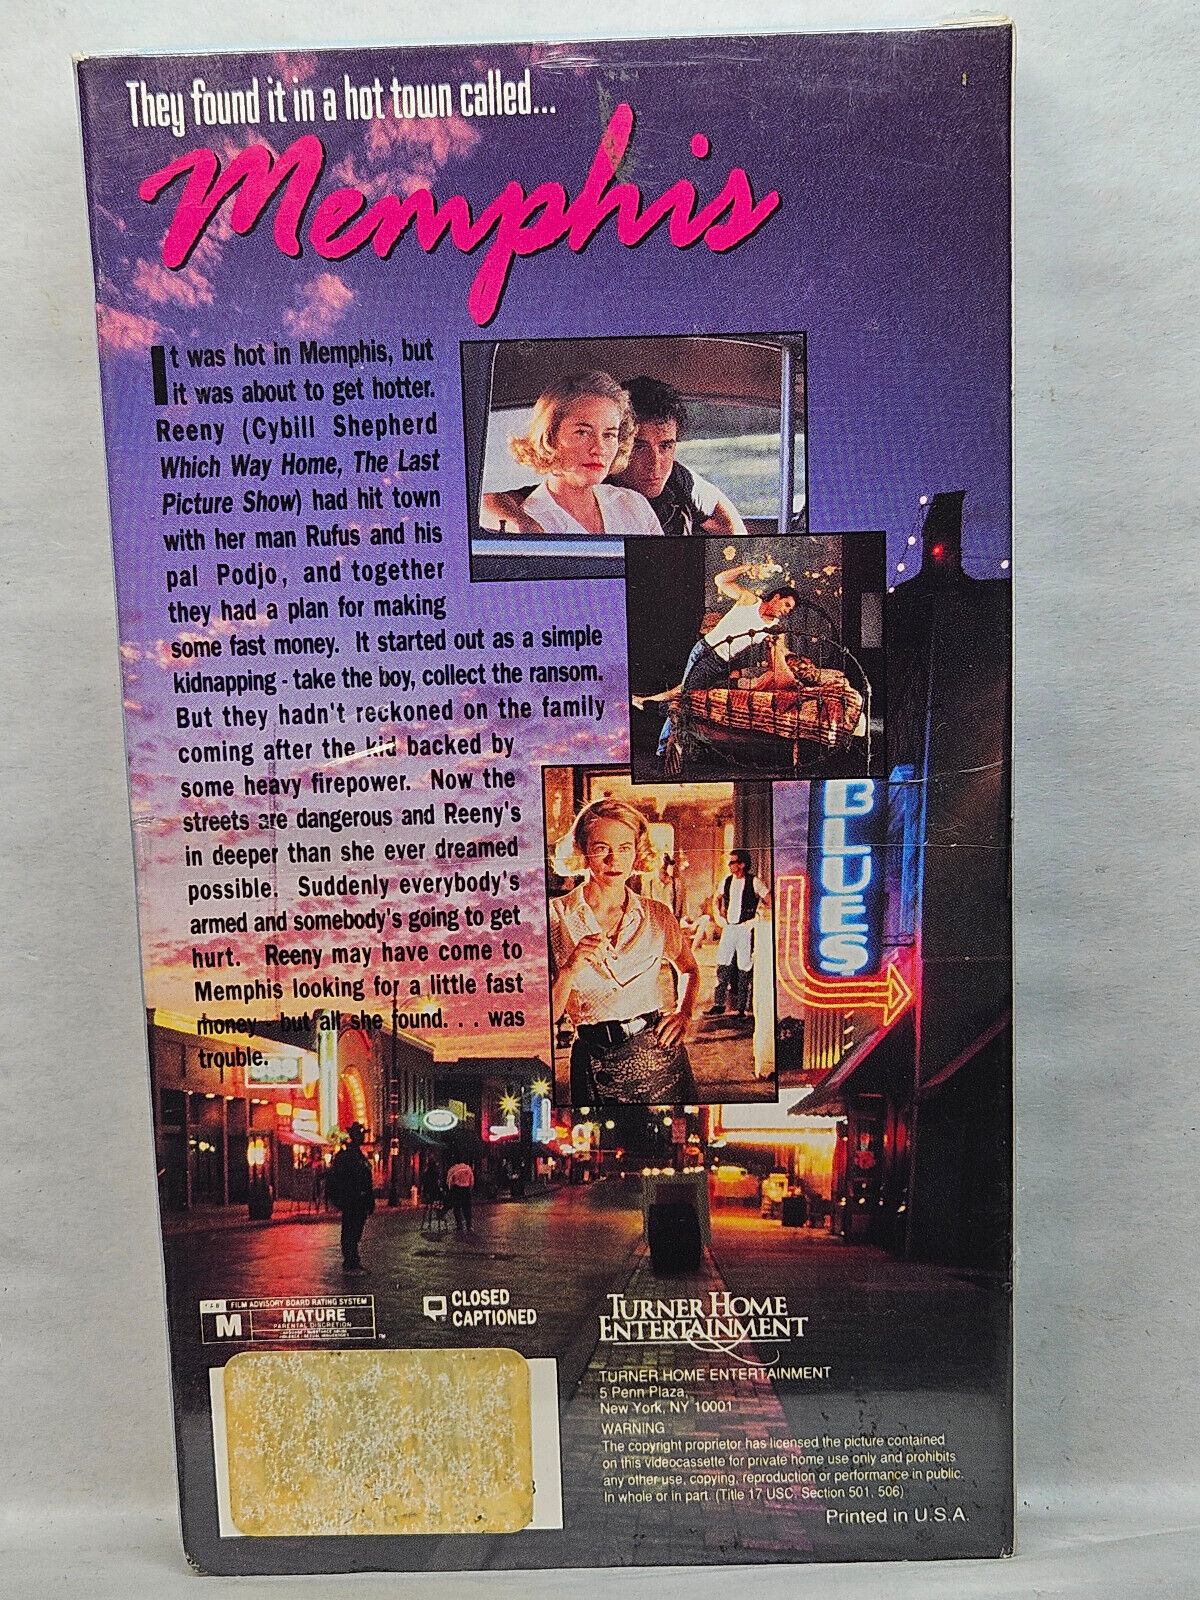 They found it in a hot town called...
Memphis
It was hot in Memphis, but
it was about to get hotter.
Reeny (Cybill Shepherd
Which Way Home, The Last
Picture Show) had hit town
with her man Rufus and his
pal Podjo, and together
they had a plan for making
some fast money. It started out as a simple
kidnapping - take the boy, collect the ransom.
But they hadn't reckoned on the family
coming after the kid backed by
some heavy firepower. Now the
streets are dangerous and Reeny's
in deeper than she ever dreamed
possible. Suddenly everybody's
armed and somebody's going to get
hurt. Reeny may have come to
Memphis looking for a little fast
money - but all she found. . . was
trouble.
BLUES
FILM ADVISORY BOARD RATING SYSTEM
M
MATURE
PARENTAL DISCRETION
CLOSED
CAPTIONED
TURNER HOME
ENTERTAINMENT
TURNER HOME ENTERTAINMENT
5 Penn Plaza,
New York, NY 10001
WARNING
The copyright proprietor has licensed the picture contained
on this videocassette for private home use only and prohibits
any other use, copying, reproduction or performance in public.
In whole or in part. (Title 17 USC. Section 501, 506)
Printed in U.S.A.